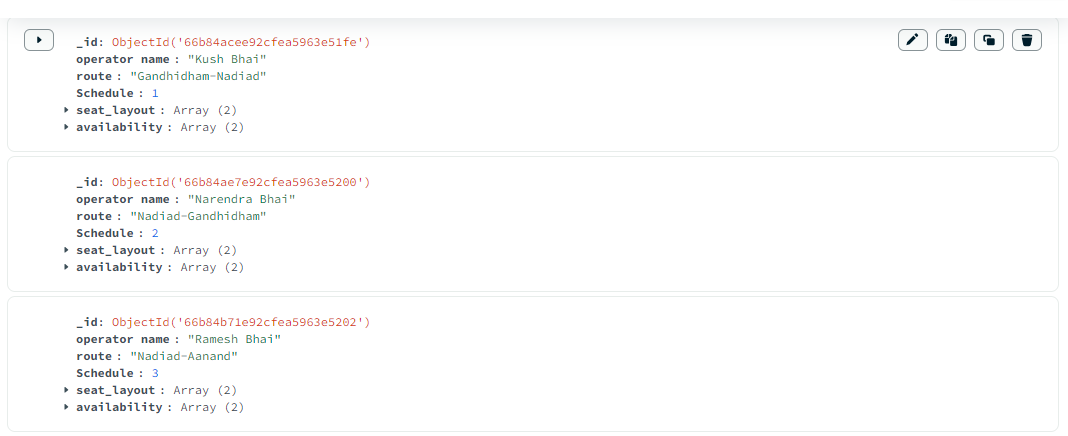 _id: ObjectId('66b84acee92cfea5963e51fe')
operator name : "Kush Bhai"
route : "Gandhidham-Nadiad"
Schedule : 1
seat_layout : Array (2)
availability : Array (2)
_id: ObjectId('66b84ae7e92cfea5963e5200')
operator name : "Narendra Bhai"
route : "Nadiad-Gandhidham"
Schedule : 2
seat_layout : Array (2)
availability : Array (2)
_id: ObjectId('66b84b71e92cfea5963e5202')
operator name : "Ramesh Bhai"
route : "Nadiad-Aanand"
Schedule : 3
seat_layout : Array (2)
availability : Array (2)